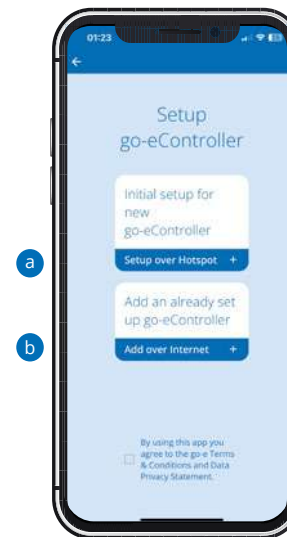 01:23
Setup
go-eController
Initial setup for
new
go-eController
a
Setup over Hotspot +
Add an already set
up go-eController
b
Add over Internet +
By using this app you
agree to the go-e Terms
& Conditions and Data
Privacy Statement.